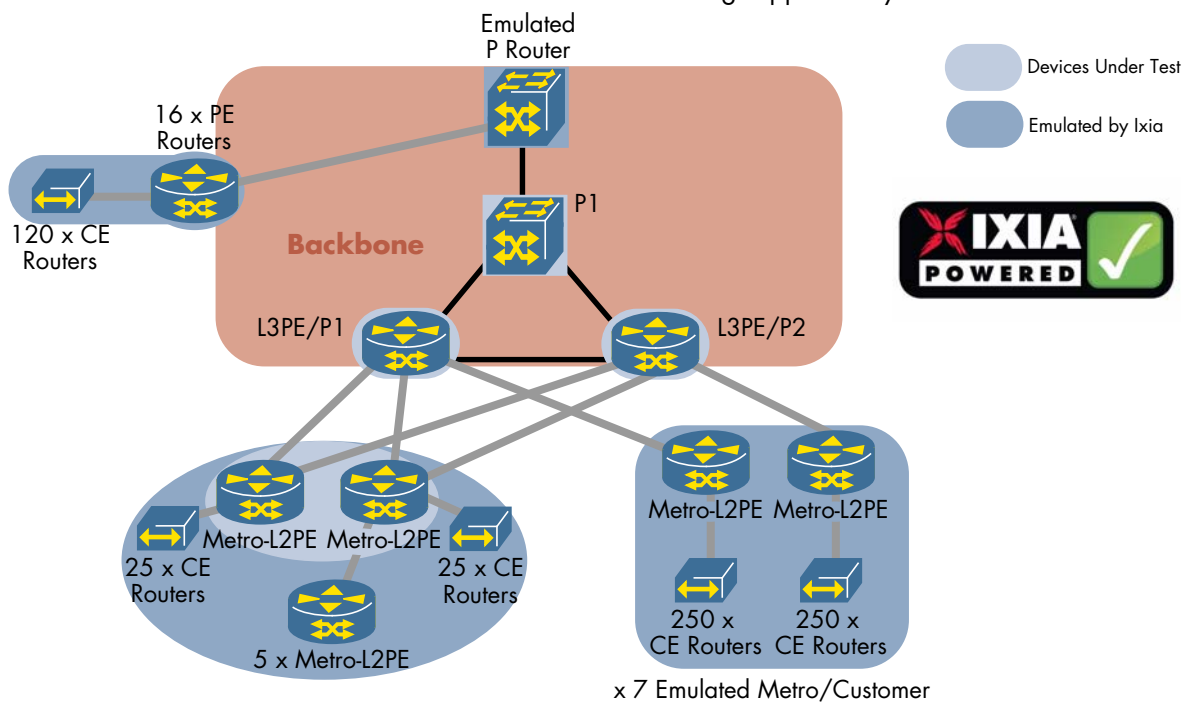 Emulated
P Router
Devices Under Test
Emulated by Ixia
16 x PE
Routers
P1
120 x CE
Routers
Backbone
IXIA
POWERED
L3PE/P1
L3PE/P2
Metro-L2PE
Metro-L2PE
Metro-L2PE
Metro-L2PE
25 x CE
Routers
25 x CE
Routers
250 x
CE Routers
250 x
CE Routers
5 x Metro-L2PE
x 7 Emulated Metro/Customer